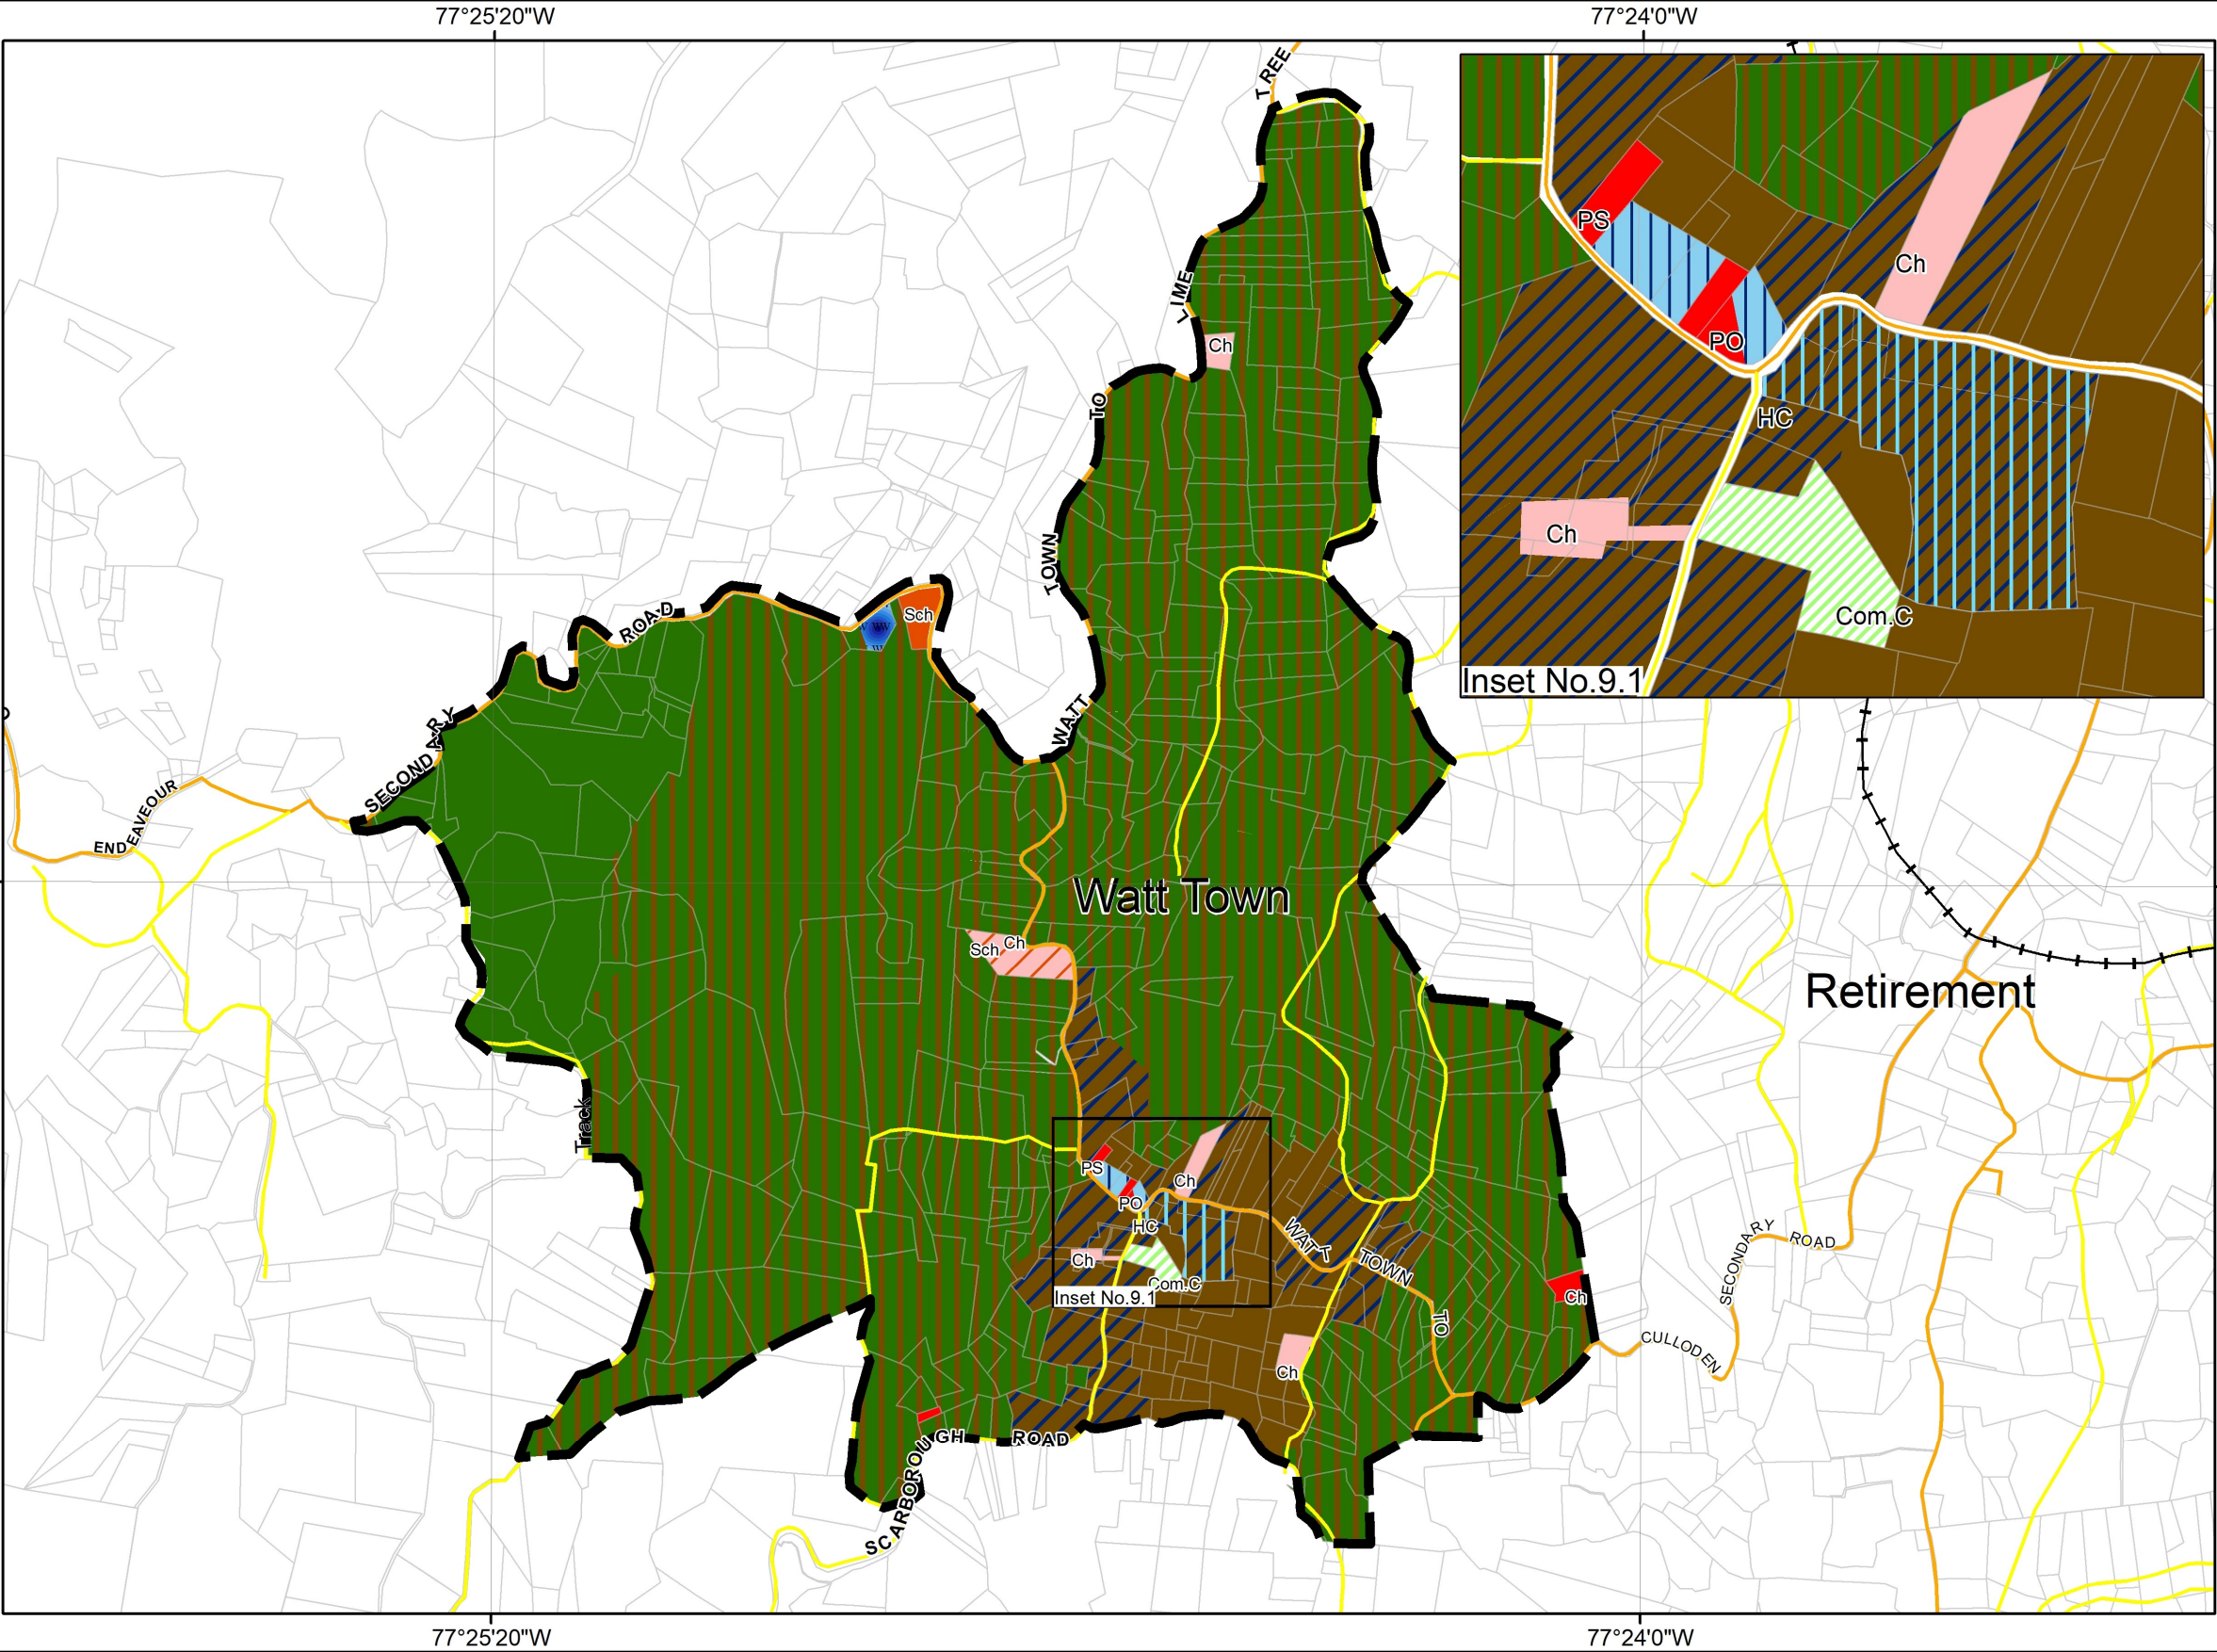 77°25'20"W
77°24'0"W
TREE
LIME
TO
TOWN
WATT
Ch
PS
Ch
PO
HC
Ch
Com.C
Inset No.9.1
ROAD
SECONDARY
Sch
W
END EAVEOUR
Watt Town
Sch Ch
Retirement
Track
PS
Ch
PO
HC
Ch
Com.C
Inset No.9.1
WATT
TOWN
TO
Ch
Ch
SECONDARY
ROAD
CULLODEN
SCARBOROUGH
ROAD
77°25'20"W
77°24'0"W